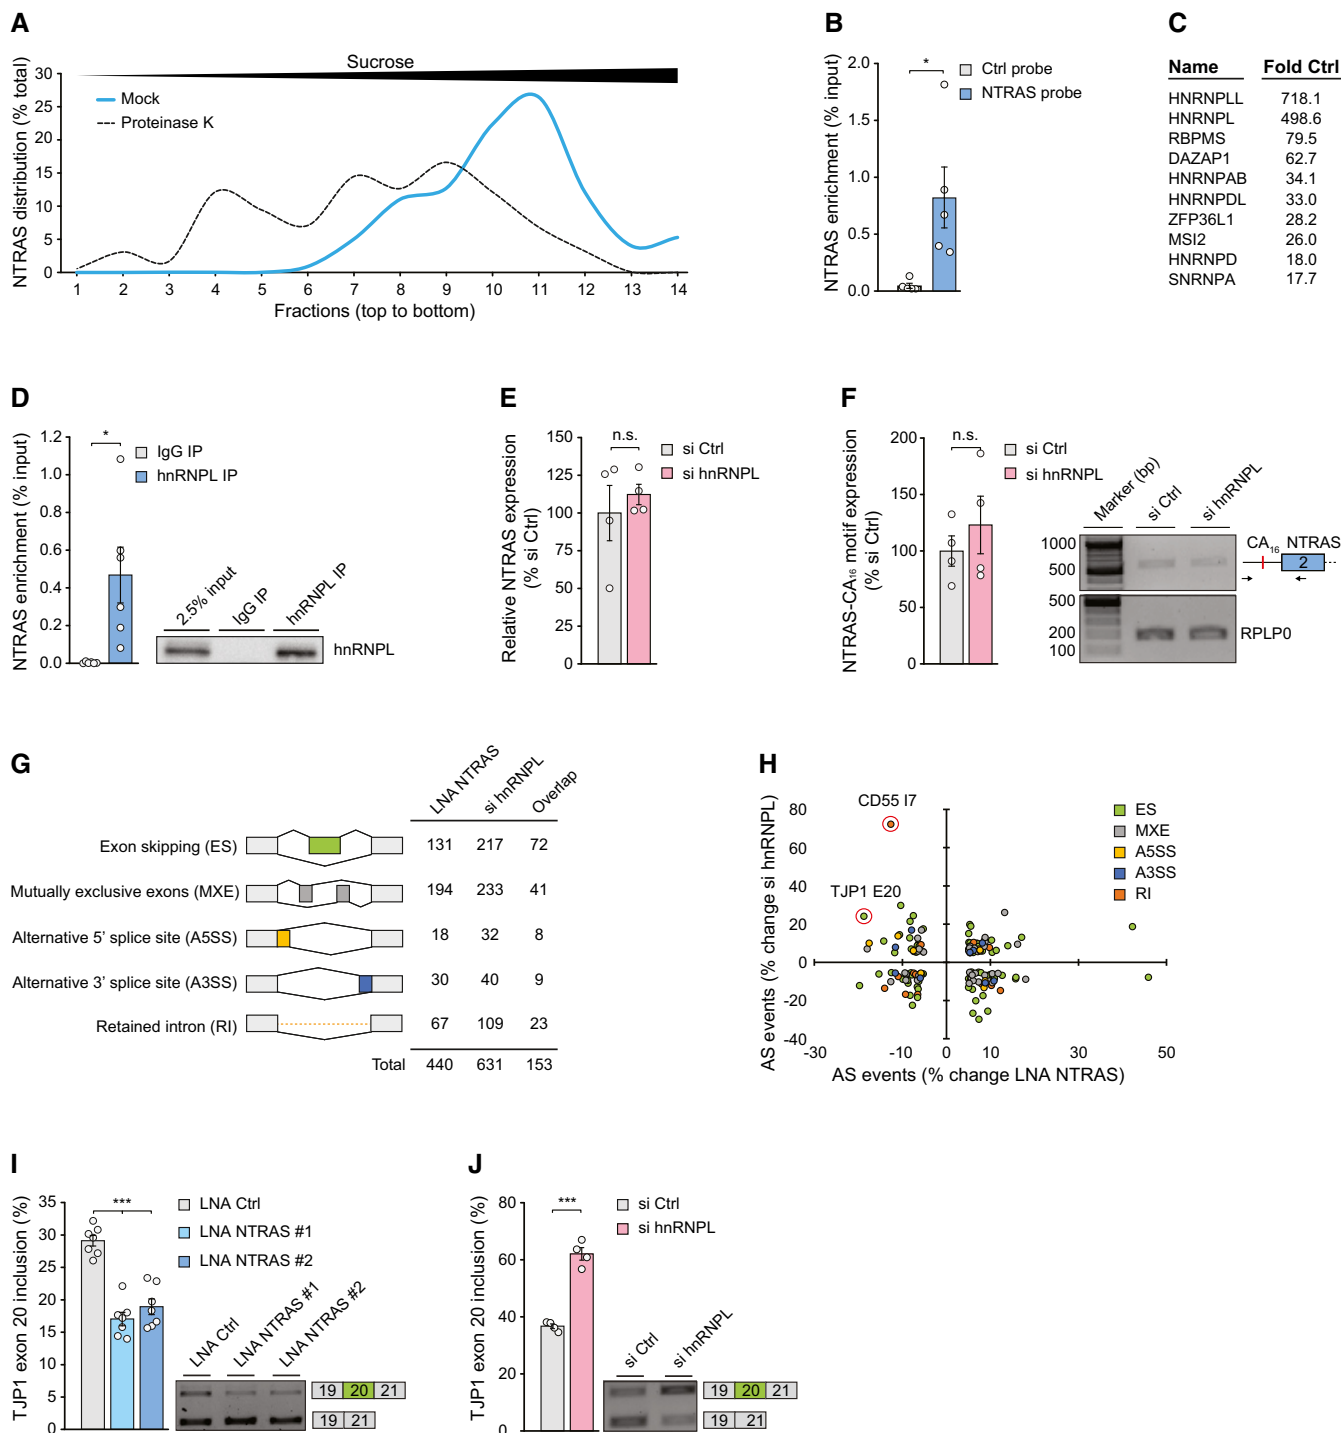 A
Sucrose
NTRAS distribution (% total)
30
25
20
15
10
5
0
Mock
Proteinase K
1 2 3 4 5 6 7 8 9 10 11 12 13 14
Fractions (top to bottom)
B
NTRAS enrichment (% input)
2.0
1.5
1.0
0.5
0.0
*
Ctrl probe
NTRAS probe
C
Name Fold Ctrl
HNRNPLL 718.1
HNRNPL 498.6
RBPMS 79.5
DAZAP1 62.7
HNRNPAB 34.1
HNRNPDL 33.0
ZFP36L1 28.2
MSI2 26.0
HNRNPD 18.0
SNRNPA 17.7
D
NTRAS enrichment (% input)
1.2
1.0
0.8
0.6
0.4
0.2
0.0
*
IgG IP
hnRNPL IP
2.5% input
IgG IP
hnRNPL IP
hnRNPL
E
Relative NTRAS expression
(% si Ctrl)
150
125
100
75
50
25
0
n.s.
si Ctrl
si hnRNPL
F
NTRAS-CA16 motif expression
(% si Ctrl)
200
150
100
50
0
n.s.
si Ctrl
si hnRNPL
Marker (bp)
si Ctrl
si hnRNPL
1000
500
500
200
100
CA16 NTRAS
2
RPLP0
G
LNA NTRAS
si hnRNPL
Overlap
Exon skipping (ES) 131 217 72
Mutually exclusive exons (MXE) 194 233 41
Alternative 5' splice site (A5SS) 18 32 8
Alternative 3' splice site (A3SS) 30 40 9
Retained intron (RI) 67 109 23
Total 440 631 153
H
AS events (% change si hnRNPL)
80
60
40
20
0
-20
-40
CD55 I7
TJP1 E20
ES
MXE
A5SS
A3SS
RI
-30 -10 0 10 30 50
AS events (% change LNA NTRAS)
I
TJP1 exon 20 inclusion (%)
35
30
25
20
15
10
5
0
***
LNA Ctrl
LNA NTRAS #1
LNA NTRAS #2
LNA Ctrl
LNA NTRAS #1
LNA NTRAS #2
19 20 21
19 21
J
TJP1 exon 20 inclusion (%)
80
60
40
20
0
***
si Ctrl
si hnRNPL
si Ctrl
si hnRNPL
19 20 21
19 21